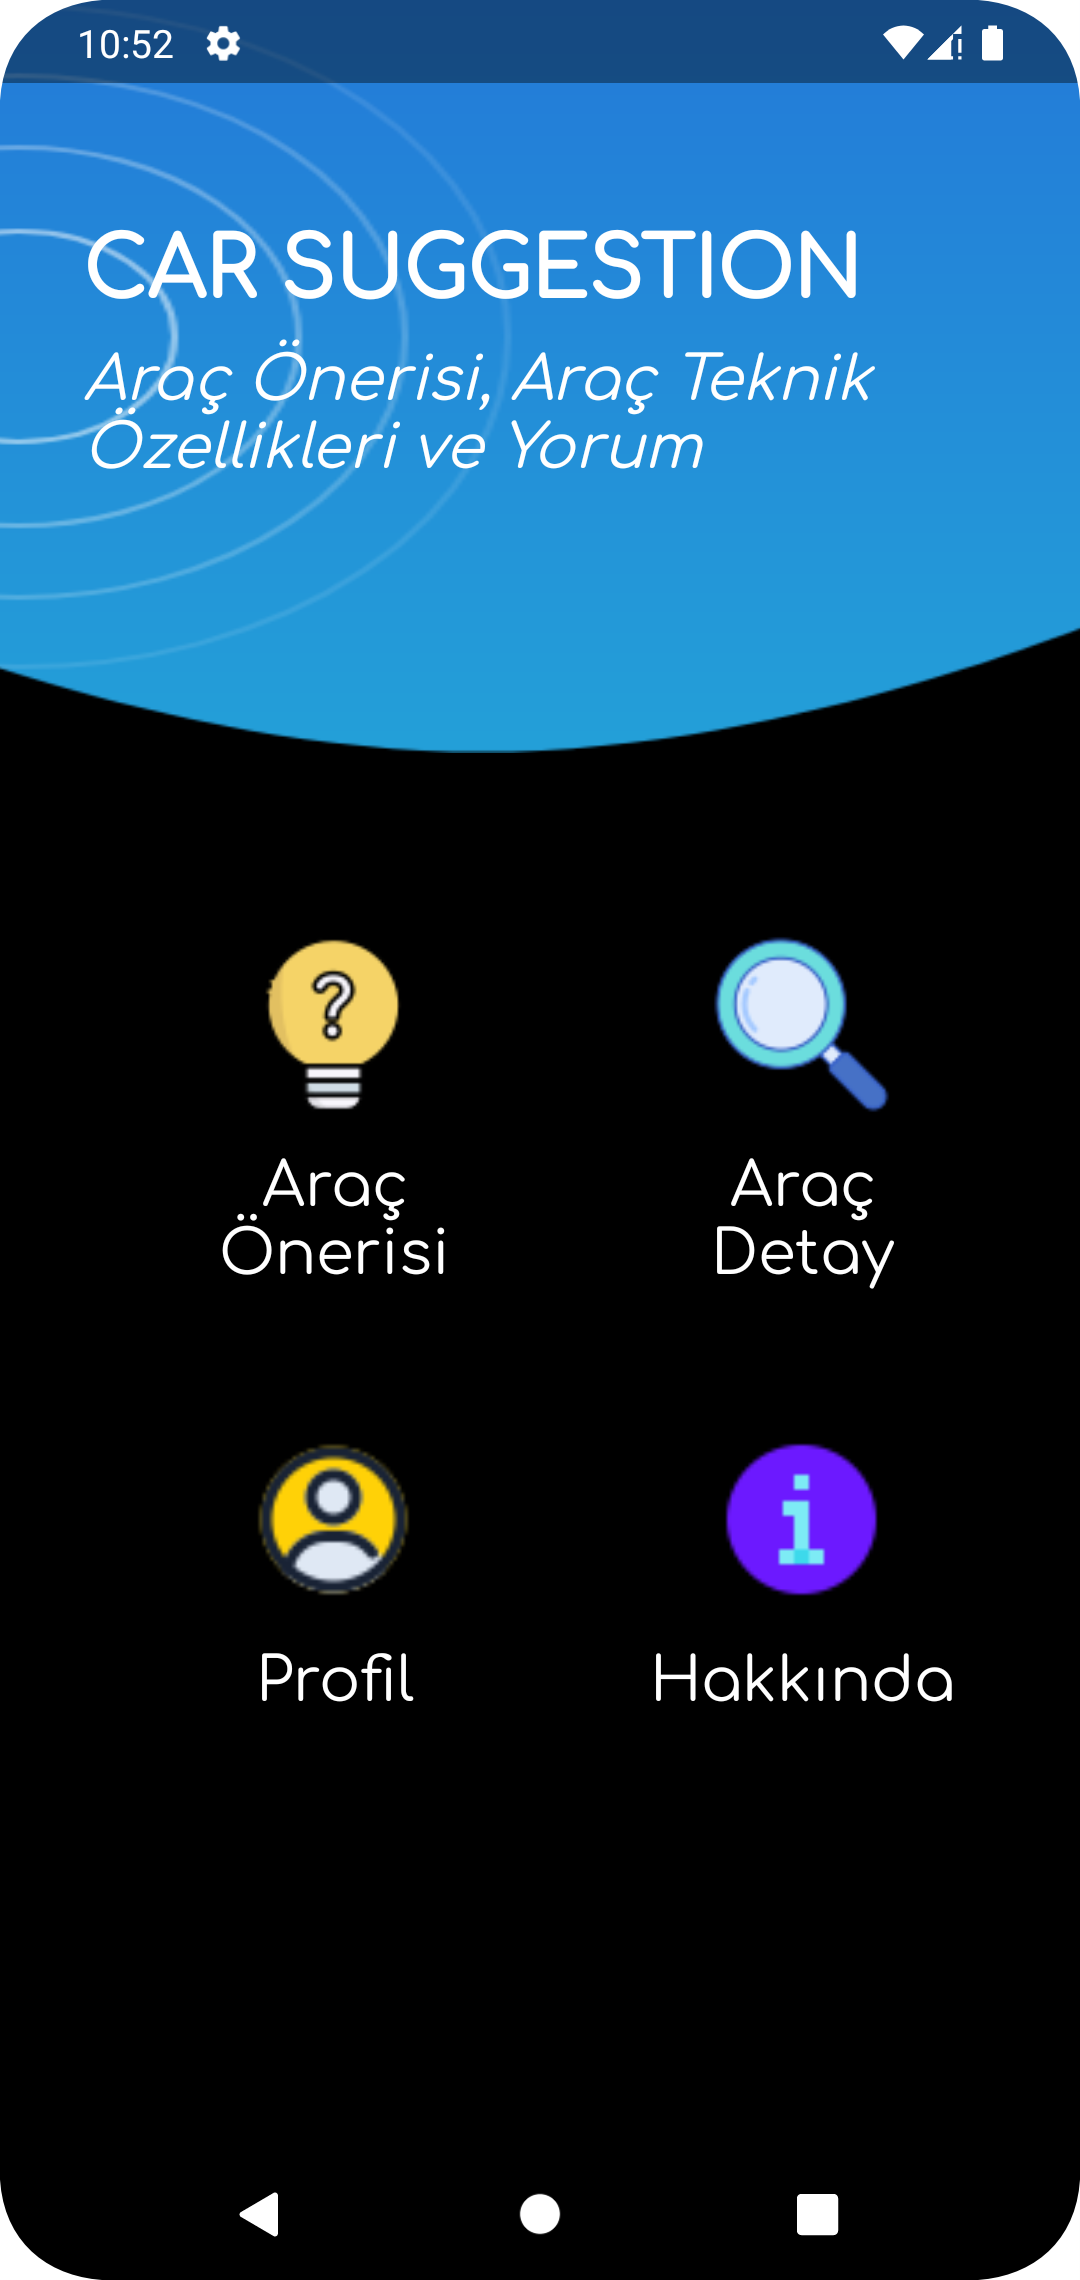 10:52
CAR SUGGESTION
Araç Önerisi, Araç Teknik
Özellikleri ve Yorum
Araç
Önerisi
Araç
Detay
Profil
Hakkında